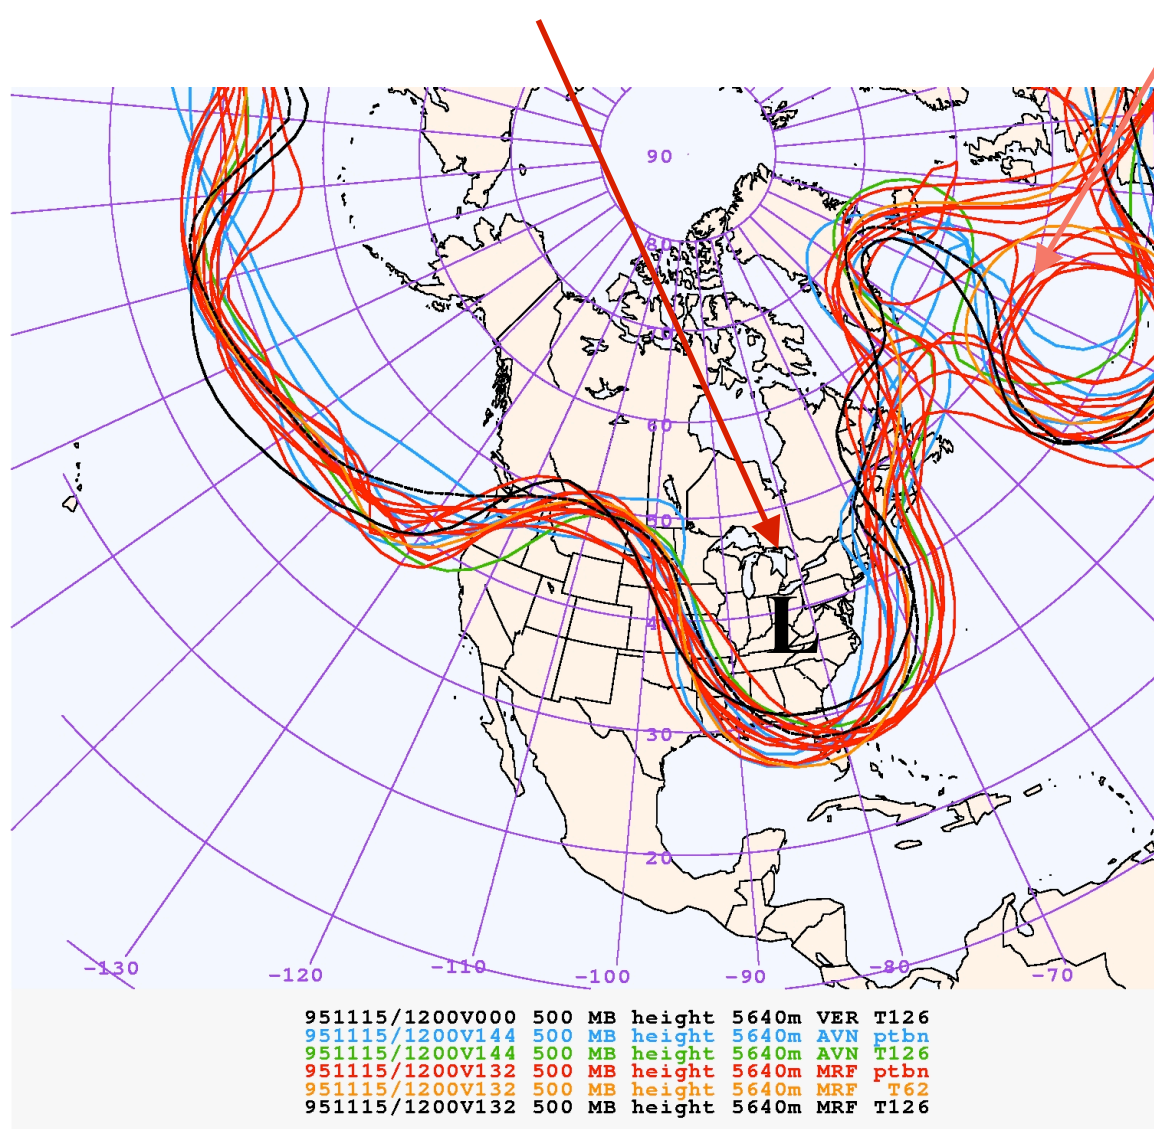 90
80
70
60
50
40
L
30
20
-130
-120
-110
-100
-90
-80
-70
951115/1200V000 500 MB height 5640m VER T126
951115/1200V144 500 MB height 5640m AVN ptbn
951115/1200V144 500 MB height 5640m AVN T126
951115/1200V132 500 MB height 5640m MRF ptbn
951115/1200V132 500 MB height 5640m MRF T62
951115/1200V132 500 MB height 5640m MRF T126